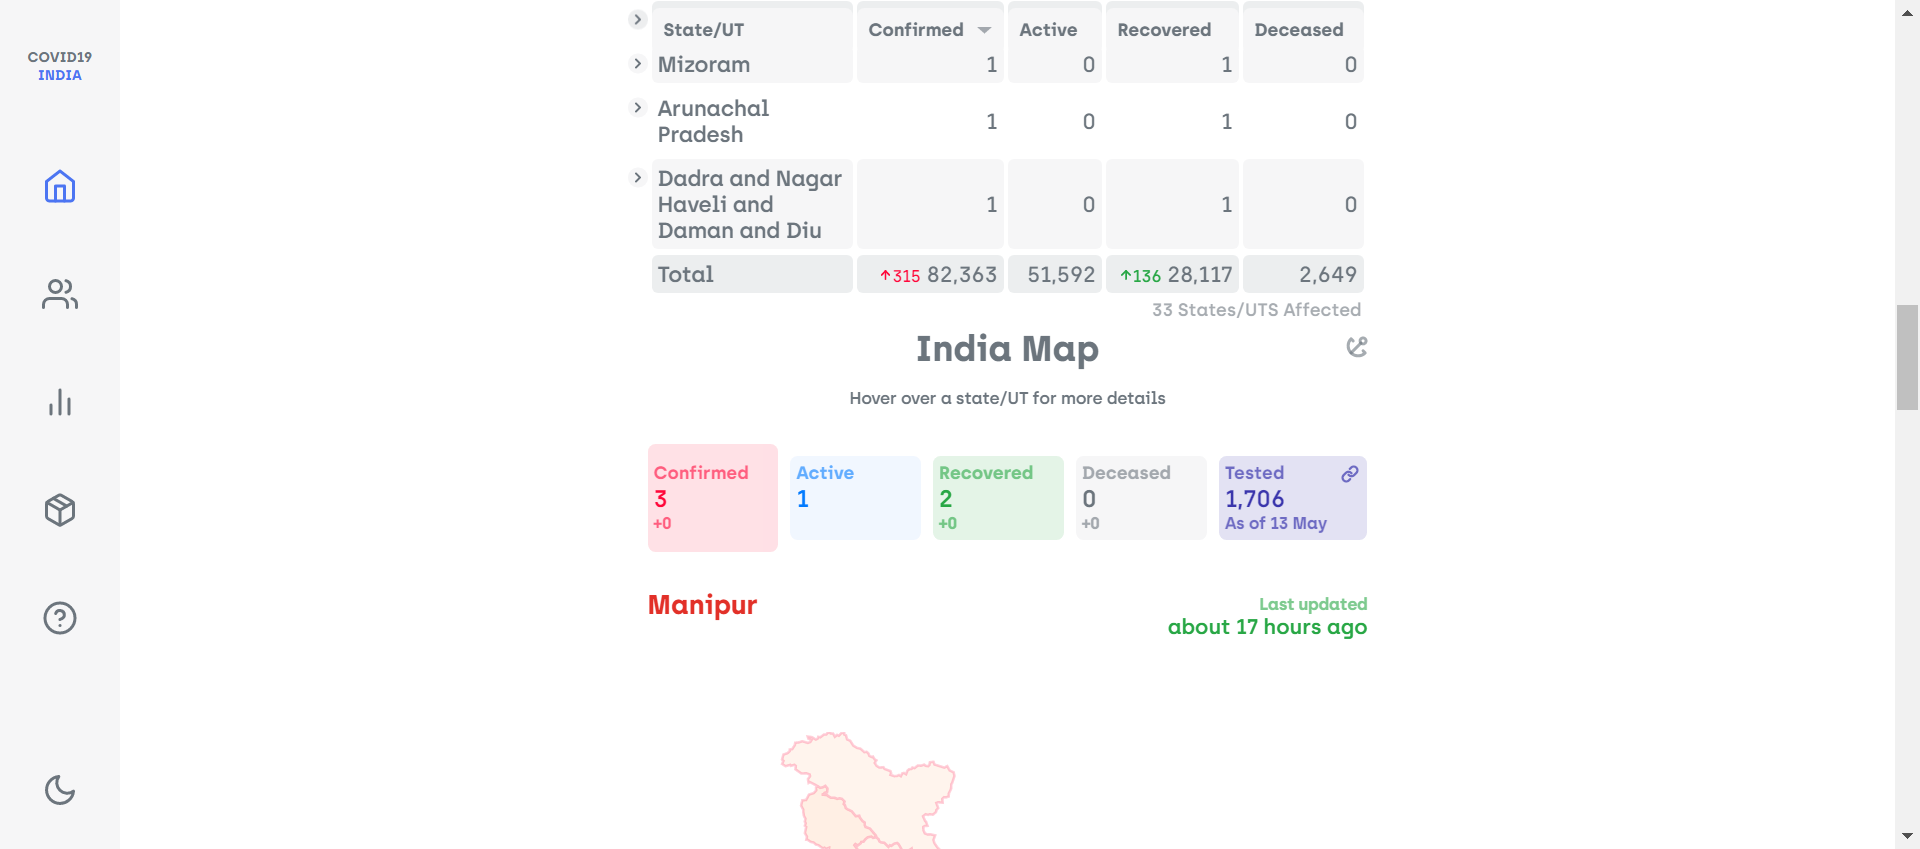 COVID19
INDIA
State/UT Confirmed Active Recovered Deceased
Mizoram 1 0 1 0
Arunachal
Pradesh 1 0 1 0
Dadra and Nagar
Haveli and 1 0 1 0
Daman and Diu
Total ↑315 82,363 51,592 ↑136 28,117 2,649
33 States/UTS Affected
India Map
Hover over a state/UT for more details
Confirmed Active Recovered Deceased Tested
3 1 2 0 1,706
+0 +0 +0 As of 13 May
Manipur
Last updated
about 17 hours ago